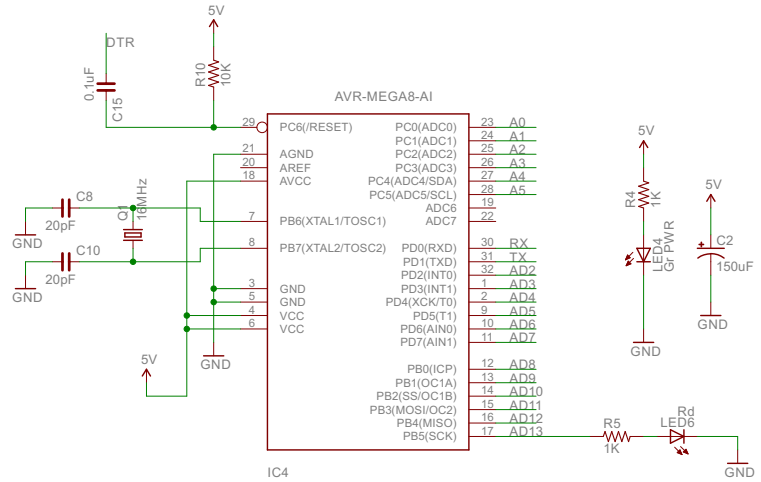 5V
DTR
0.1uF
C15
R10
10K
AVR-MEGA8-AI
29
PC6(/RESET)
21
AGND
20
AREF
18
AVCC
7
PB6(XTAL1/TOSC1)
8
PB7(XTAL2/TOSC2)
3
GND
5
GND
4
VCC
6
VCC
PC0(ADC0)
23
A0
PC1(ADC1)
24
A1
PC2(ADC2)
25
A2
PC3(ADC3)
26
A3
PC4(ADC4/SDA)
27
A4
PC5(ADC5/SCL)
28
A5
ADC6
19
ADC7
22
PD0(RXD)
30
RX
PD1(TXD)
31
TX
PD2(INT0)
32
AD2
PD3(INT1)
1
AD3
PD4(XCK/T0)
2
AD4
PD5(T1)
9
AD5
PD6(AIN0)
10
AD6
PD7(AIN1)
11
AD7
PB0(ICP)
12
AD8
PB1(OC1A)
13
AD9
PB2(SS/OC1B)
14
AD10
PB3(MOSI/OC2)
15
AD11
PB4(MISO)
16
AD12
PB5(SCK)
17
AD13
IC4
C8
20pF
GND
C10
20pF
GND
Q1
16MHz
GND
5V
5V
R4
1K
LED4
Gr PWR
GND
5V
C2
150uF
GND
R5
1K
Rd
LED6
GND